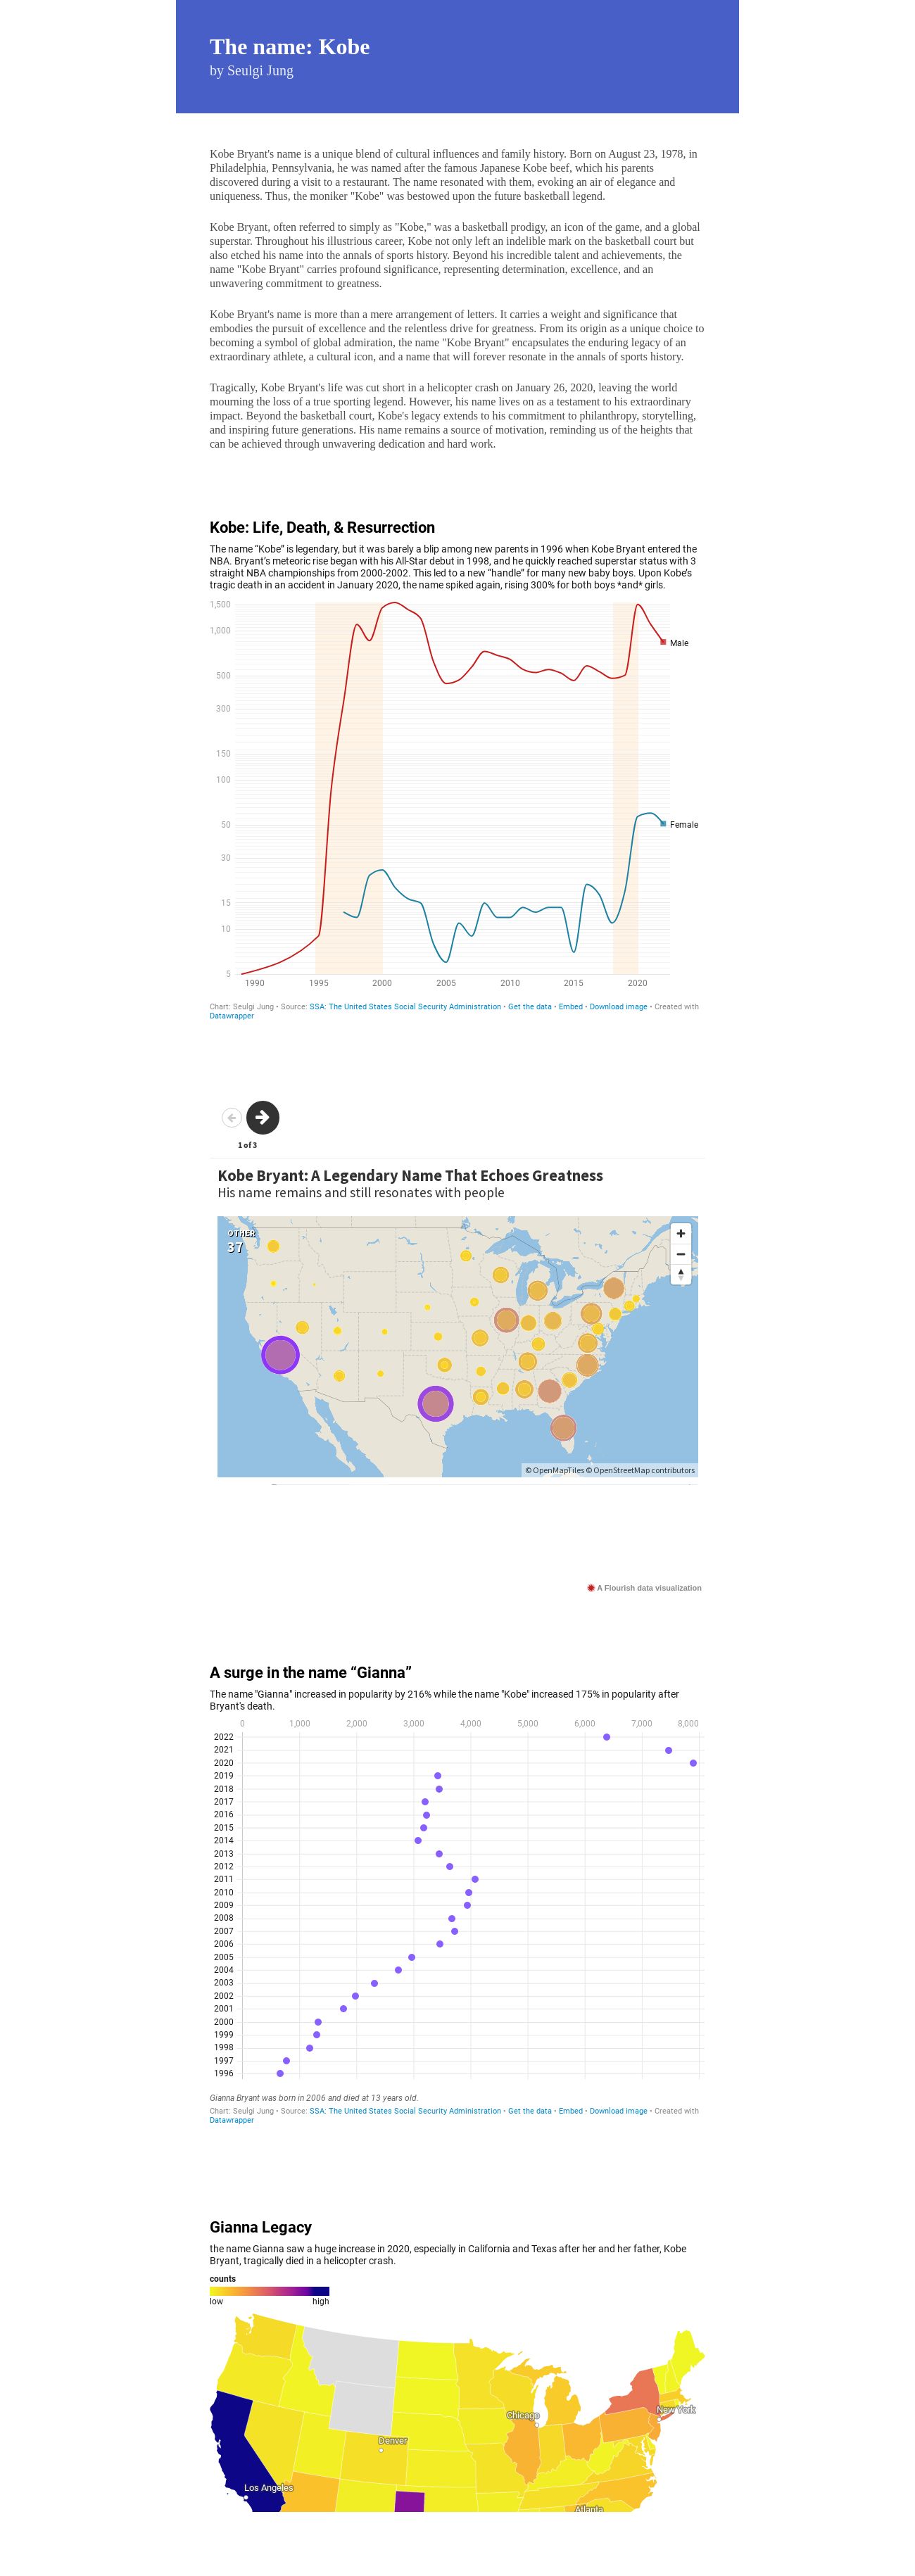 The name: Kobe
by Seulgi Jung
Kobe Bryant's name is a unique blend of cultural influences and family history. Born on August 23, 1978, in
Philadelphia, Pennsylvania, he was named after the famous Japanese Kobe beef, which his parents
discovered during a visit to a restaurant. The name resonated with them, evoking an air of elegance and
uniqueness. Thus, the moniker "Kobe" was bestowed upon the future basketball legend.
Kobe Bryant, often referred to simply as "Kobe," was a basketball prodigy, an icon of the game, and a global
superstar. Throughout his illustrious career, Kobe not only left an indelible mark on the basketball court but
also etched his name into the annals of sports history. Beyond his incredible talent and achievements, the
name "Kobe Bryant" carries profound significance, representing determination, excellence, and an
unwavering commitment to greatness.
Kobe Bryant's name is more than a mere arrangement of letters. It carries a weight and significance that
embodies the pursuit of excellence and the relentless drive for greatness. From its origin as a unique choice to
becoming a symbol of global admiration, the name "Kobe Bryant" encapsulates the enduring legacy of an
extraordinary athlete, a cultural icon, and a name that will forever resonate in the annals of sports history.
Tragically, Kobe Bryant's life was cut short in a helicopter crash on January 26, 2020, leaving the world
mourning the loss of a true sporting legend. However, his name lives on as a testament to his extraordinary
impact. Beyond the basketball court, Kobe's legacy extends to his commitment to philanthropy, storytelling,
and inspiring future generations. His name remains a source of motivation, reminding us of the heights that
can be achieved through unwavering dedication and hard work.
Kobe: Life, Death, & Resurrection
The name “Kobe” is legendary, but it was barely a blip among new parents in 1996 when Kobe Bryant entered the
NBA. Bryant’s meteoric rise began with his All-Star debut in 1998, and he quickly reached superstar status with 3
straight NBA championships from 2000-2002. This led to a new “handle” for many new baby boys. Upon Kobe’s
tragic death in an accident in January 2020, the name spiked again, rising 300% for both boys *and* girls.
1,500
1,000
Male
500
300
150
100
50
Female
30
15
10
5
1990 1995 2000 2005 2010 2015 2020
Chart: Seulgi Jung • Source: SSA: The United States Social Security Administration • Get the data • Embed • Download image • Created with
Datawrapper
1 of 3
Kobe Bryant: A Legendary Name That Echoes Greatness
His name remains and still resonates with people
OTHER
37
© OpenMapTiles © OpenStreetMap contributors
A Flourish data visualization
A surge in the name “Gianna”
The name "Gianna" increased in popularity by 216% while the name "Kobe" increased 175% in popularity after
Bryant's death.
0 1,000 2,000 3,000 4,000 5,000 6,000 7,000 8,000
2022
2021
2020
2019
2018
2017
2016
2015
2014
2013
2012
2011
2010
2009
2008
2007
2006
2005
2004
2003
2002
2001
2000
1999
1998
1997
1996
Gianna Bryant was born in 2006 and died at 13 years old.
Chart: Seulgi Jung • Source: SSA: The United States Social Security Administration • Get the data • Embed • Download image • Created with
Datawrapper
Gianna Legacy
the name Gianna saw a huge increase in 2020, especially in California and Texas after her and her father, Kobe
Bryant, tragically died in a helicopter crash.
counts
low high
New York
Chicago
Denver
Los Angeles
Atlanta